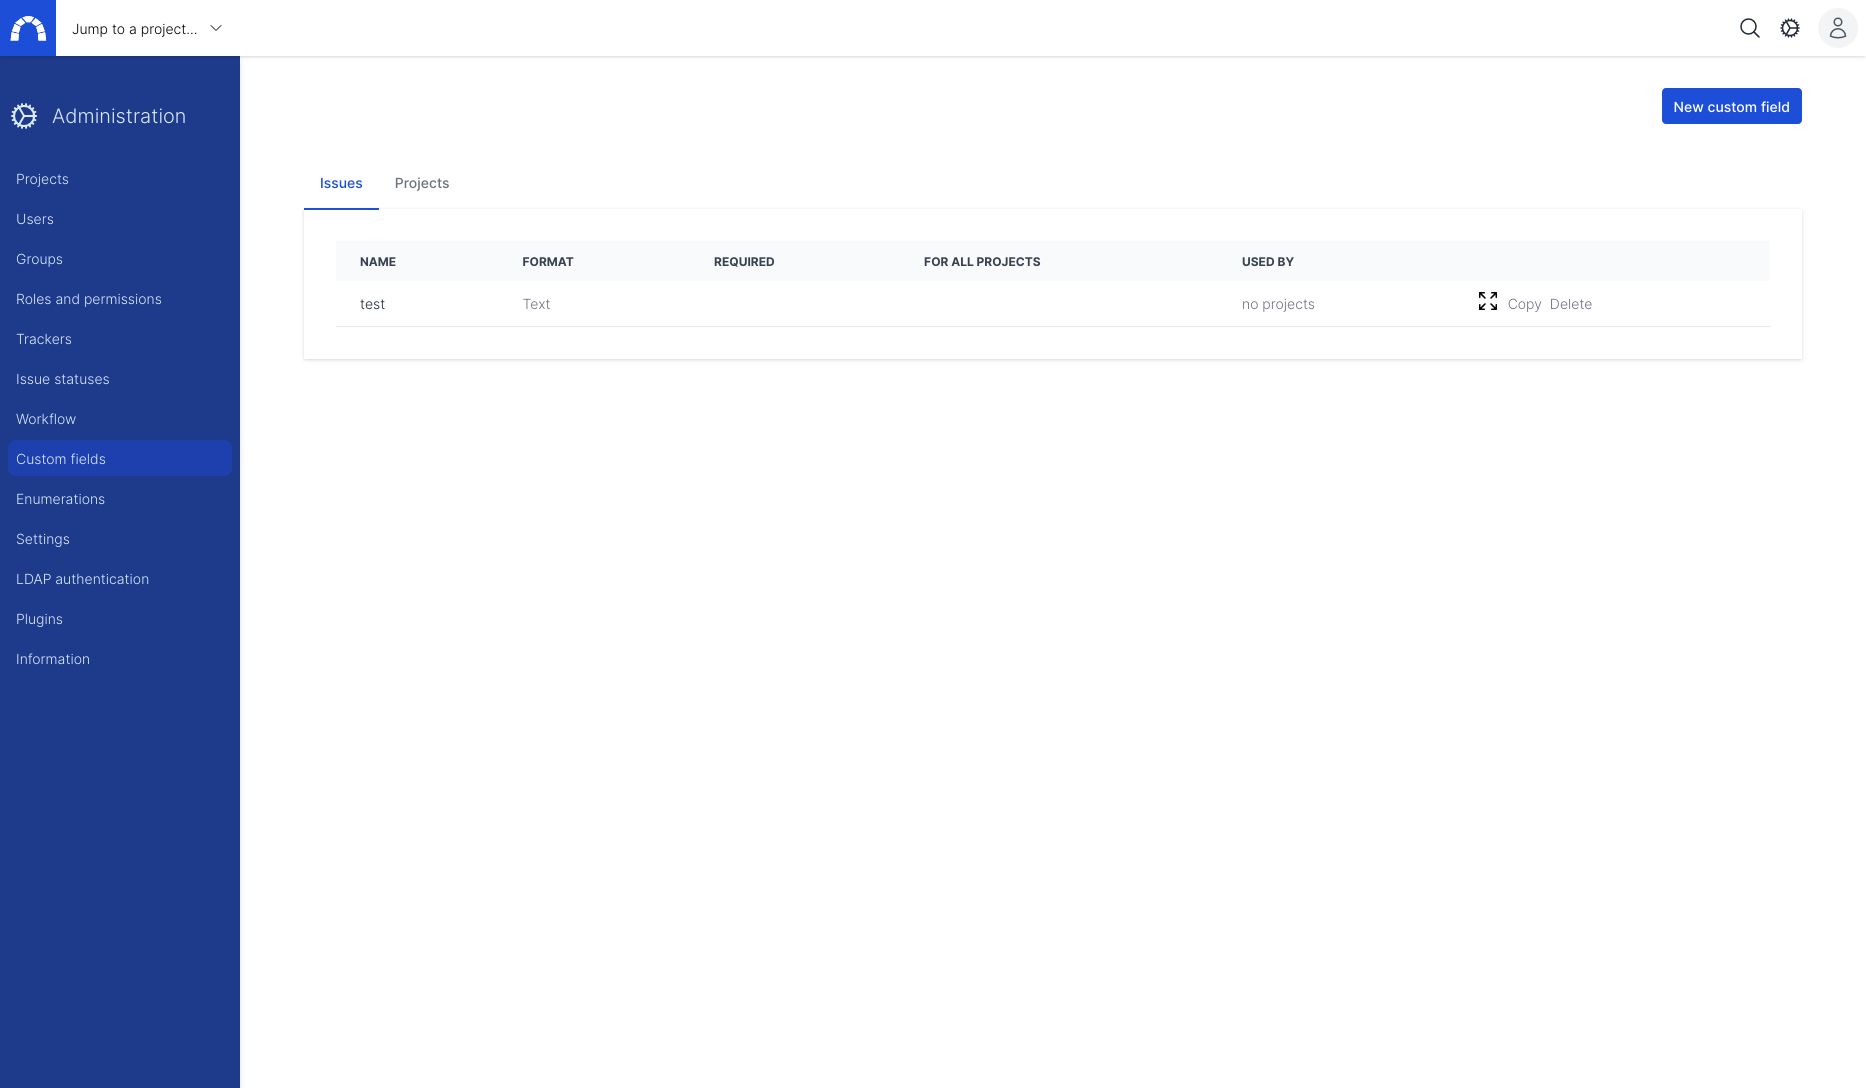 Jump to a project...
Administration
Projects
Users
Groups
Roles and permissions
Trackers
Issue statuses
Workflow
Custom fields
Enumerations
Settings
LDAP authentication
Plugins
Information
New custom field
Issues Projects
NAME FORMAT REQUIRED FOR ALL PROJECTS USED BY
test Text no projects Copy Delete